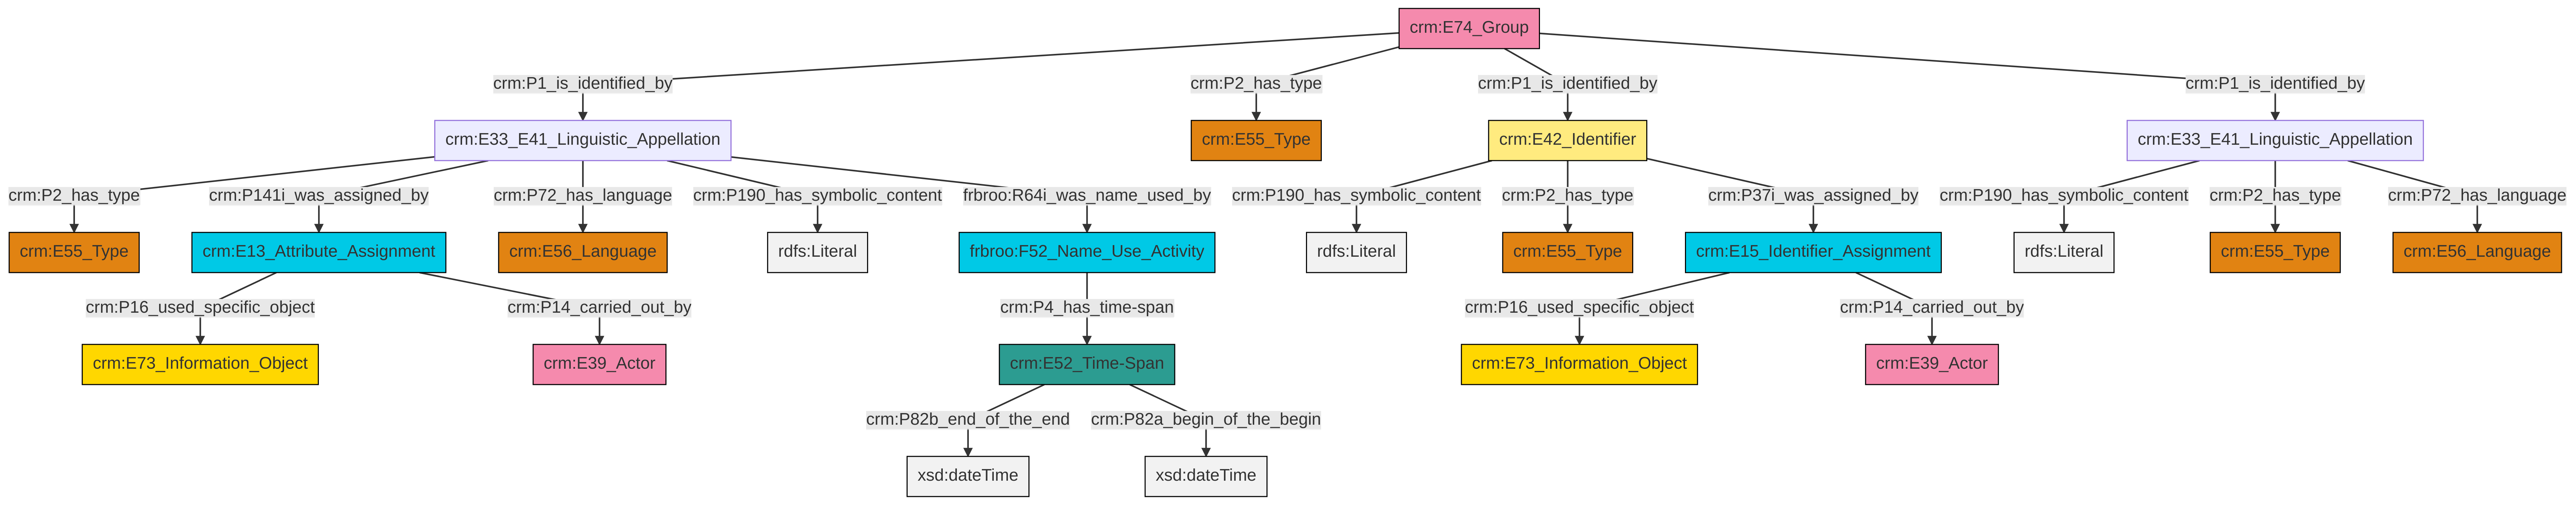 crm:E74_Group
crm:P1_is_identified_by
crm:P2_has_type
crm:P1_is_identified_by
crm:P1_is_identified_by
crm:E33_E41_Linguistic_Appellation
crm:E55_Type
crm:E42_Identifier
crm:E33_E41_Linguistic_Appellation
crm:P2_has_type
crm:P141i_was_assigned_by
crm:P72_has_language
crm:P190_has_symbolic_content
frbroo:R64i_was_name_used_by
crm:P190_has_symbolic_content
crm:P2_has_type
crm:P37i_was_assigned_by
crm:P190_has_symbolic_content
crm:P2_has_type
crm:P72_has_language
crm:E55_Type
crm:E13_Attribute_Assignment
crm:E56_Language
rdfs:Literal
frbroo:F52_Name_Use_Activity
rdfs:Literal
crm:E55_Type
crm:E15_Identifier_Assignment
rdfs:Literal
crm:E55_Type
crm:E56_Language
crm:P16_used_specific_object
crm:P14_carried_out_by
crm:P4_has_time-span
crm:P16_used_specific_object
crm:P14_carried_out_by
crm:E73_Information_Object
crm:E39_Actor
crm:E52_Time-Span
crm:E73_Information_Object
crm:E39_Actor
crm:P82b_end_of_the_end
crm:P82a_begin_of_the_begin
xsd:dateTime
xsd:dateTime